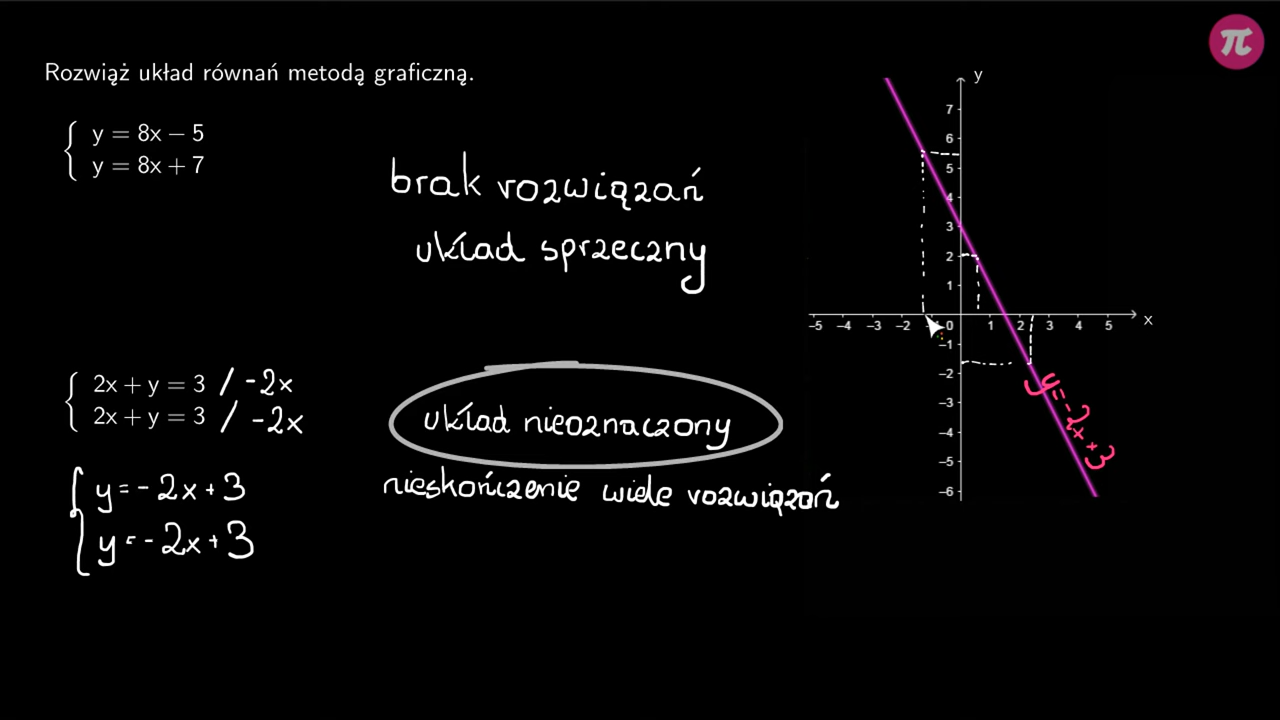 π
Rozwiąż układ równań metodą graficzną.
y = 8x − 5
y = 8x + 7
brak rozwiązań
układ sprzeczny
2x + y = 3 / -2x
2x + y = 3 / -2x
y = -2x + 3
y = -2x + 3
układ nieoznaczony
nieskończenie wiele rozwiązań
y
7
6
5
4
3
2
1
-5 -4 -3 -2 0 1 2 3 4 5 x
-1
-2
-3
-4
-5
-6
y = -2x + 3